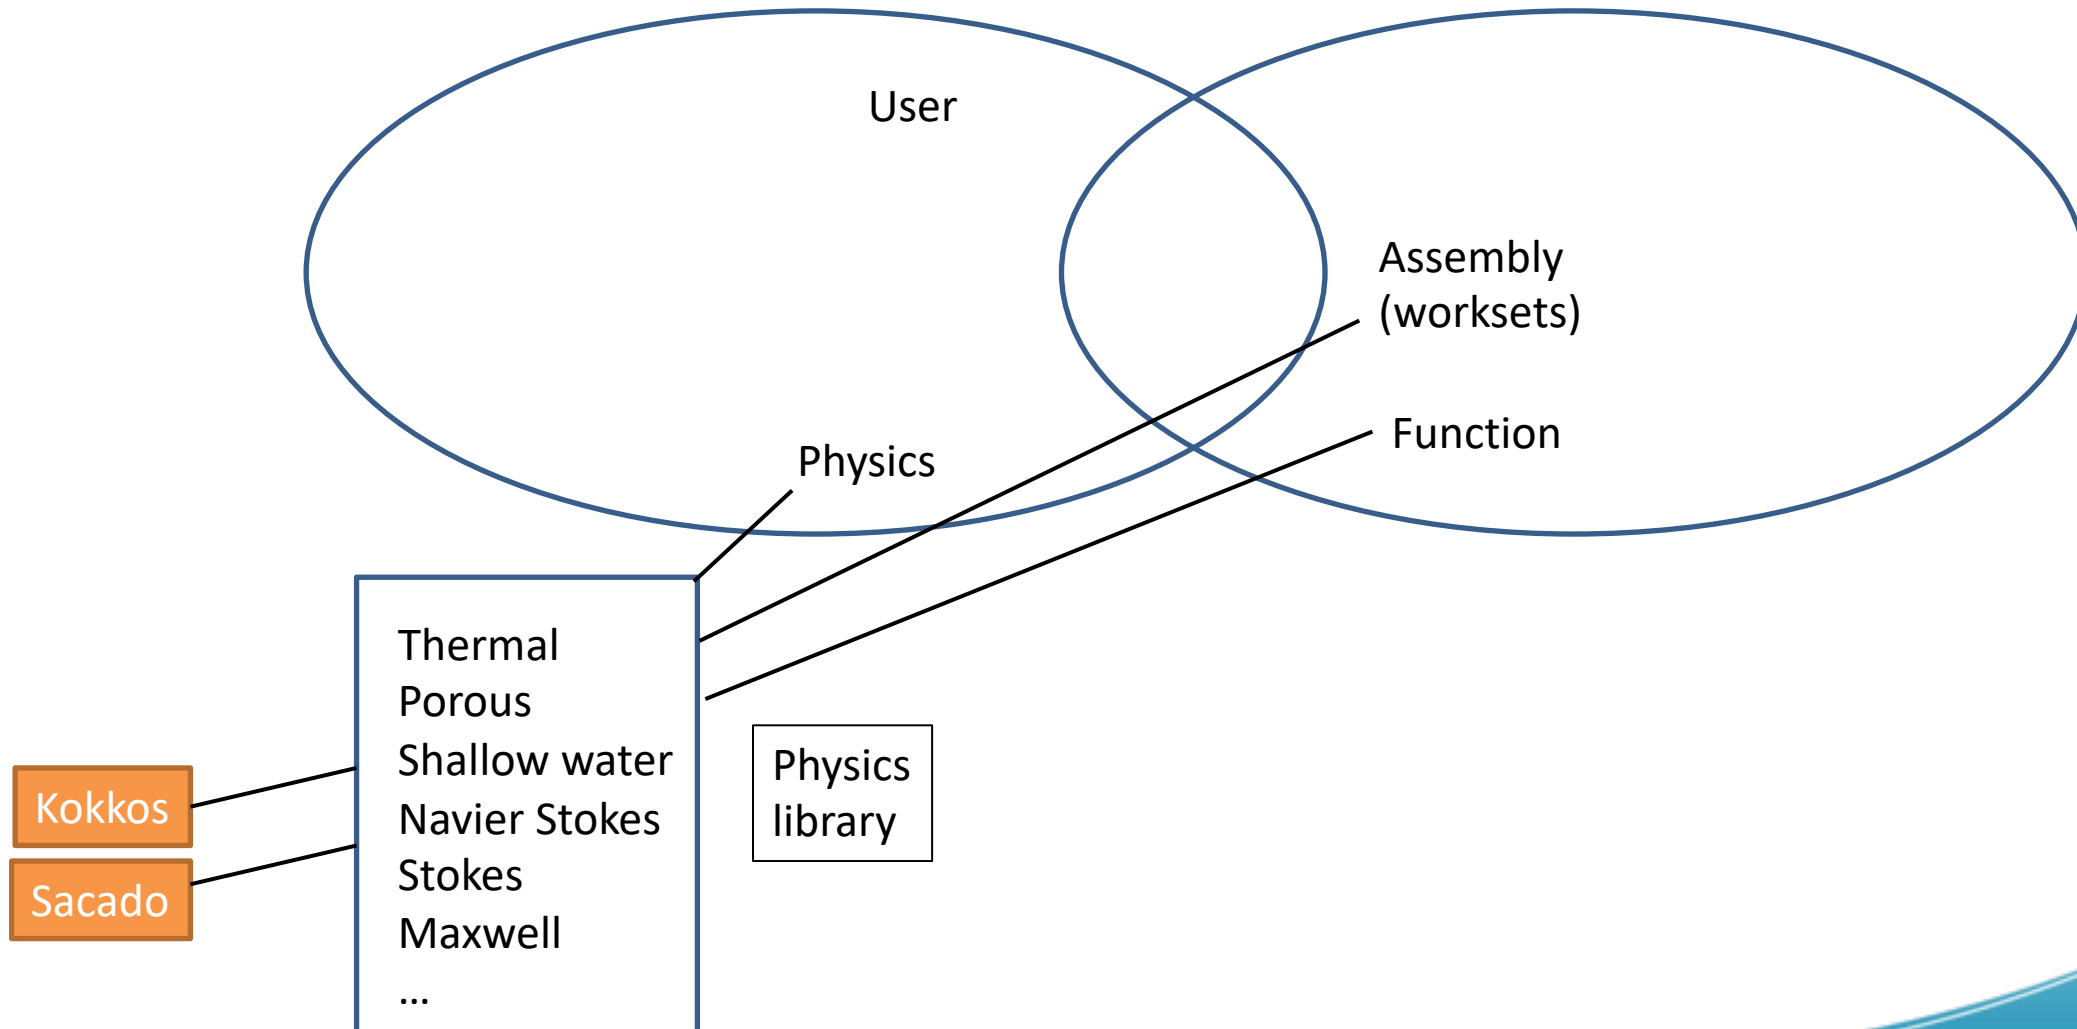 User
Assembly
(worksets)
Function
Physics
Thermal
Porous
Shallow water
Navier Stokes
Stokes
Maxwell
...
Physics
library
Kokkos
Sacado